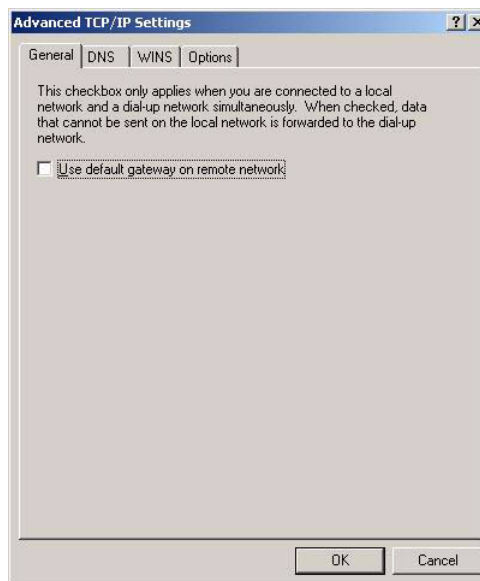 Advanced TCP/IP Settings
General DNS WINS Options
This checkbox only applies when you are connected to a local
network and a dial-up network simultaneously. When checked, data
that cannot be sent on the local network is forwarded to the dial-up
network.
Use default gateway on remote network
OK Cancel